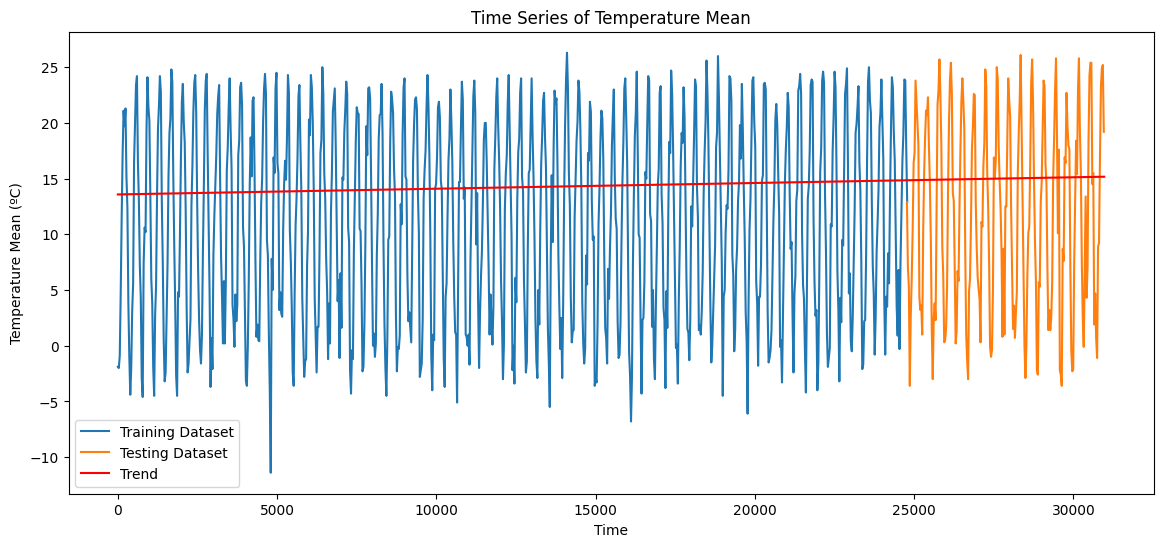 Time Series of Temperature Mean
Temperature Mean (ºC)
25
20
15
10
5
0
−5
−10
Training Dataset
Testing Dataset
Trend
0 5000 10000 15000 20000 25000 30000
Time